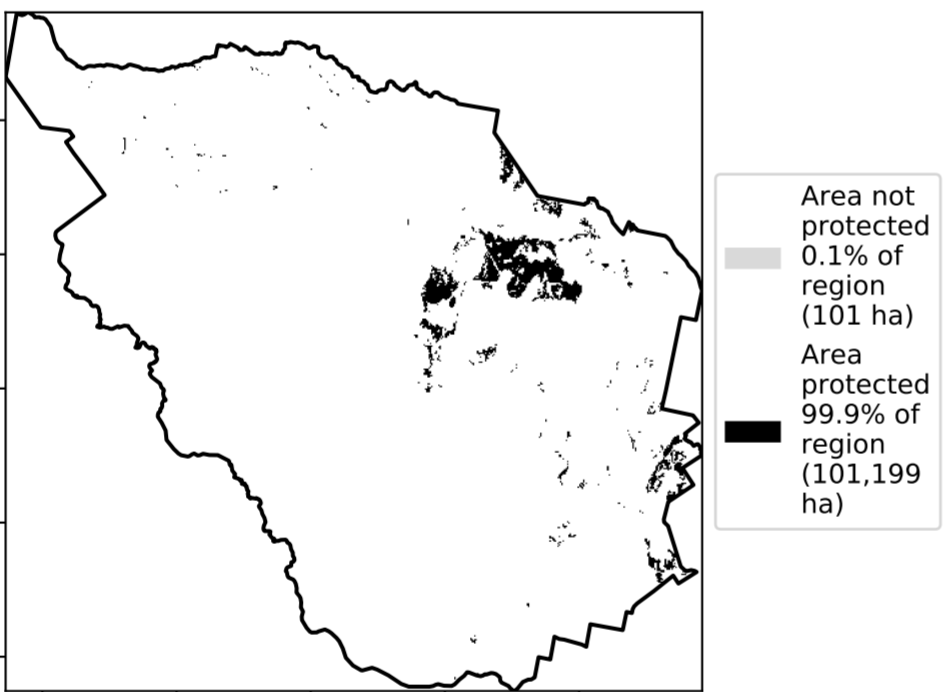 Area not
protected
0.1% of
region
(101 ha)
Area
protected
99.9% of
region
(101,199
ha)